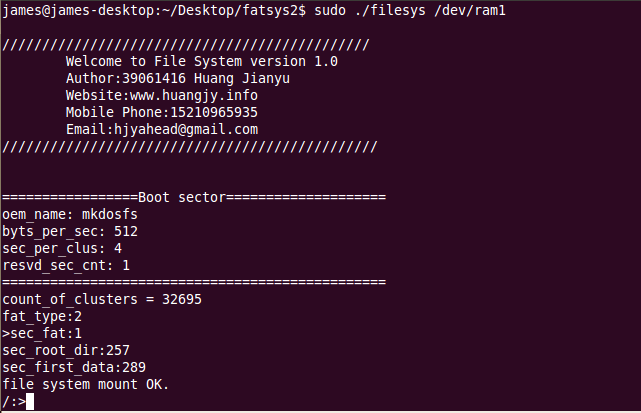 james@james-desktop:~/Desktop/fatsys2$ sudo ./filesys /dev/ram1
//////////////////////////////////////////////
Welcome to File System version 1.0
Author:39061416 Huang Jianyu
Website:www.huangjy.info
Mobile Phone:15210965935
Email:hjyahead@gmail.com
///////////////////////////////////////////////
=================Boot sector====================
oem_name: mkdosfs
byts_per_sec: 512
sec_per_clus: 4
resvd_sec_cnt: 1
================================================
count_of_clusters = 32695
fat_type:2
>sec_fat:1
sec_root_dir:257
sec_first_data:289
file system mount OK.
/:>